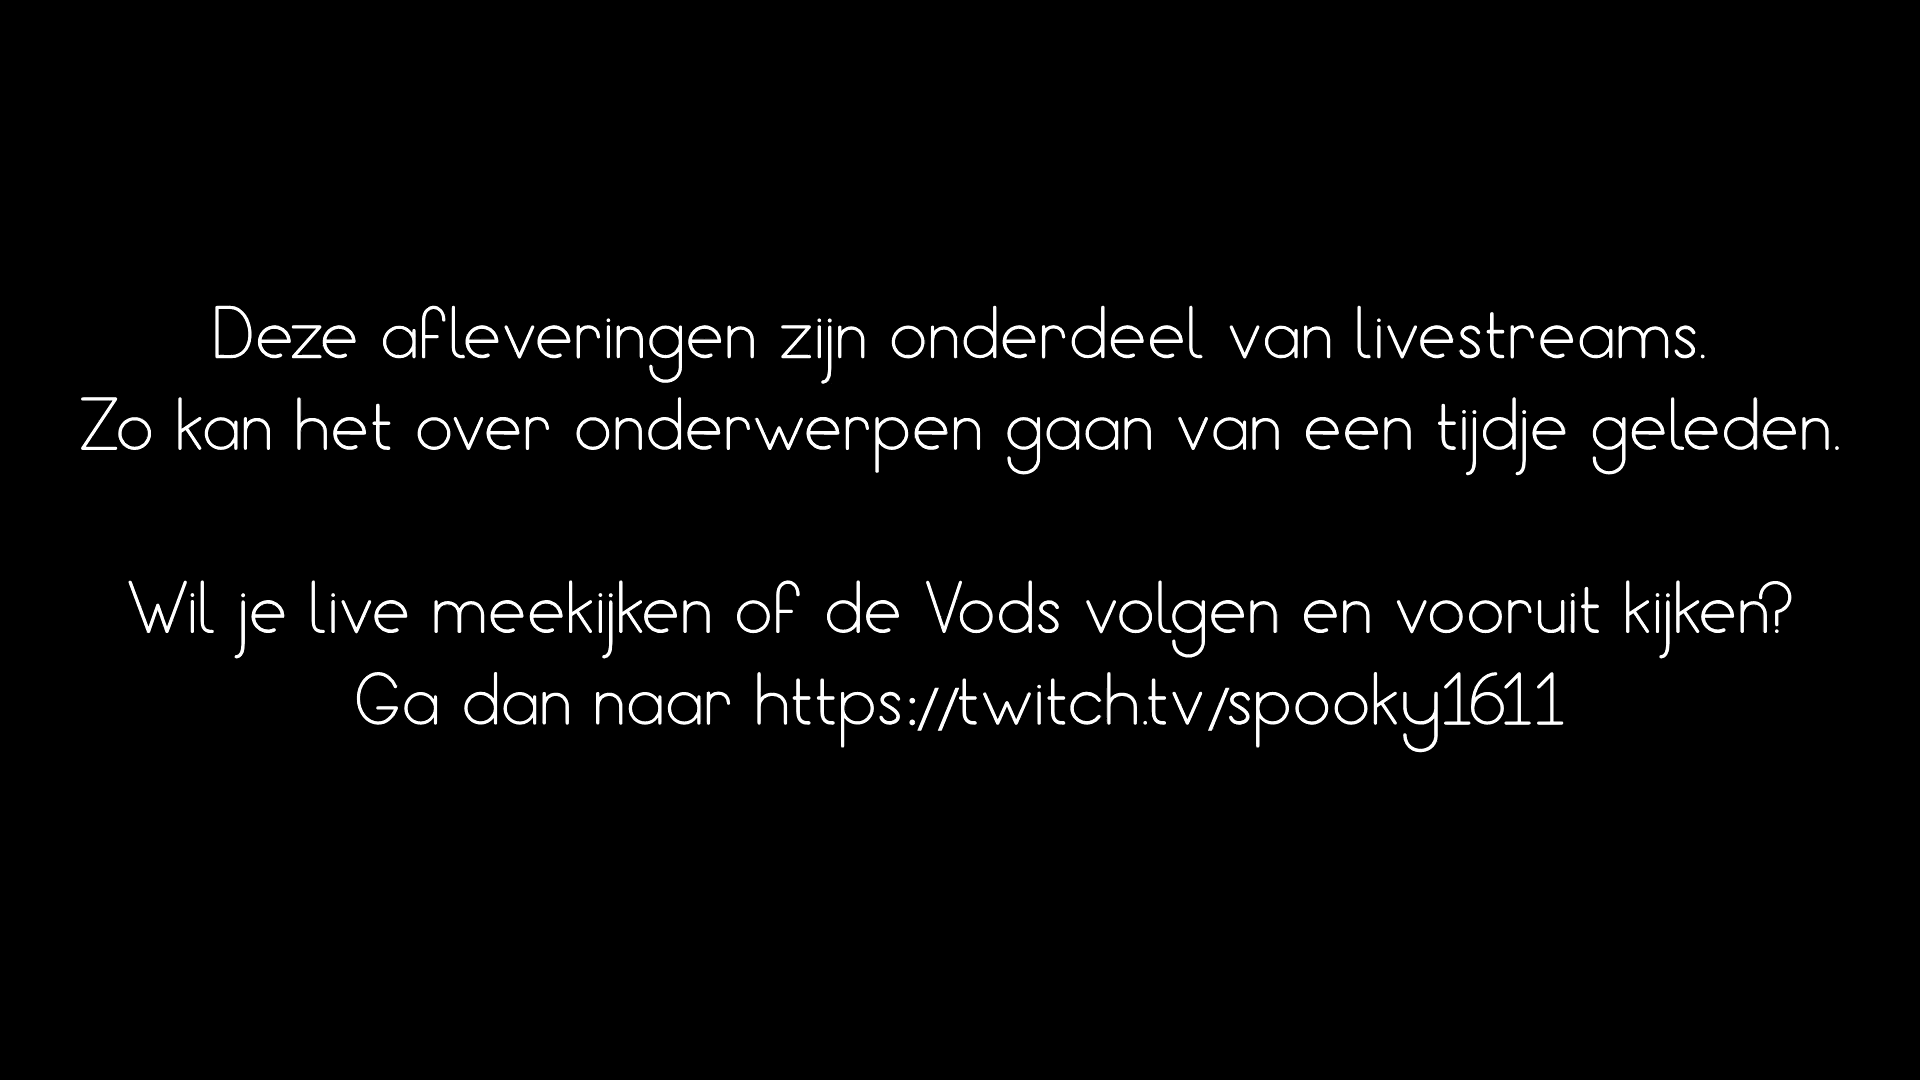 Deze afleveringen zijn onderdeel van livestreams.
Zo kan het over onderwerpen gaan van een tijdje geleden.
Wil je live meekijken of de Vods volgen en vooruit kijken?
Ga dan naar https://twitch.tv/spooky1611